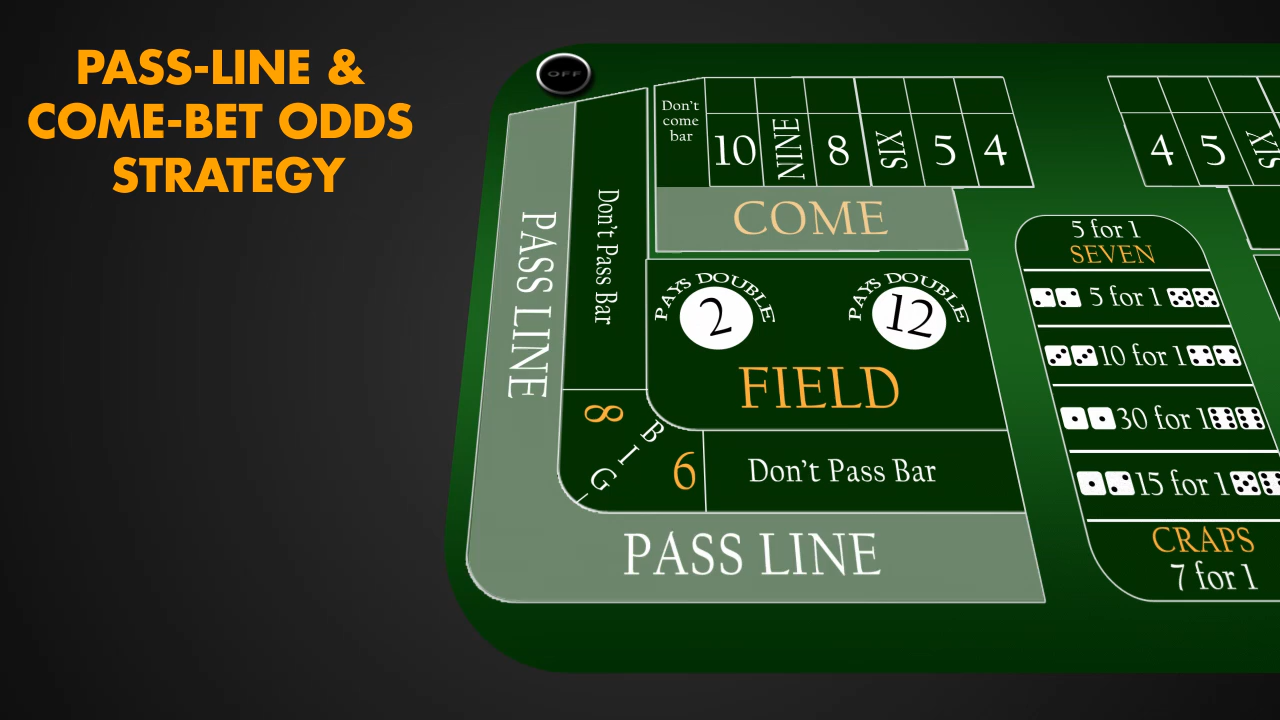 PASS-LINE &
COME-BET ODDS
STRATEGY
OFF
Don't
come
bar
10
NINE
8
SIX
5
4
4
5
COME
PASS LINE
Don't Pass Bar
PAYS DOUBLE
2
PAYS DOUBLE
12
FIELD
8
BIG
6
Don't Pass Bar
PASS LINE
5 for 1
SEVEN
5 for 1
10 for 1
30 for 1
15 for 1
CRAPS
7 for 1